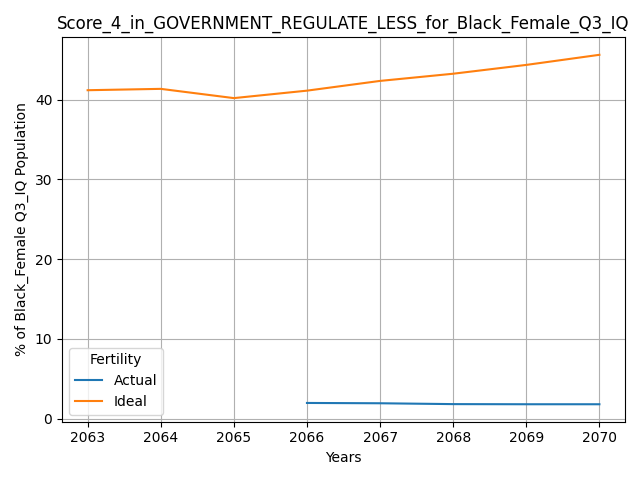 Score_4_in_GOVERNMENT_REGULATE_LESS_for_Black_Female_Q3_IQ
% of Black_Female Q3_IQ Population
40
30
20
10
0
Fertility
Actual
Ideal
2063 2064 2065 2066 2067 2068 2069 2070
Years